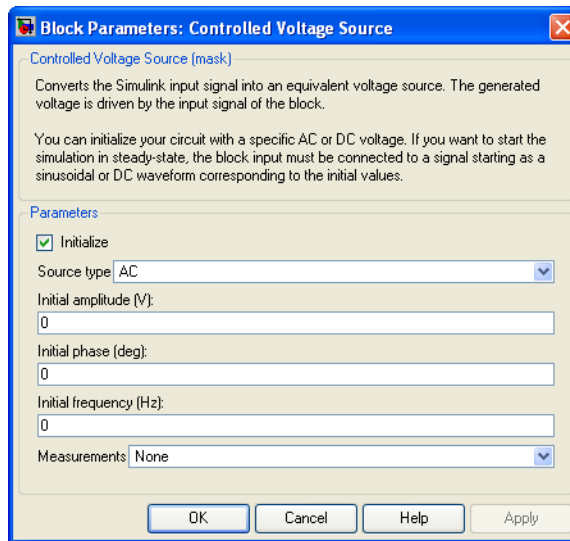 Block Parameters: Controlled Voltage Source
Controlled Voltage Source (mask)
Converts the Simulink input signal into an equivalent voltage source. The generated
voltage is driven by the input signal of the block.
You can initialize your circuit with a specific AC or DC voltage. If you want to start the
simulation in steady-state, the block input must be connected to a signal starting as a
sinusoidal or DC waveform corresponding to the initial values.
Parameters
Initialize
Source type AC
Initial amplitude (V):
0
Initial phase (deg):
0
Initial frequency (Hz):
0
Measurements None
OK Cancel Help Apply